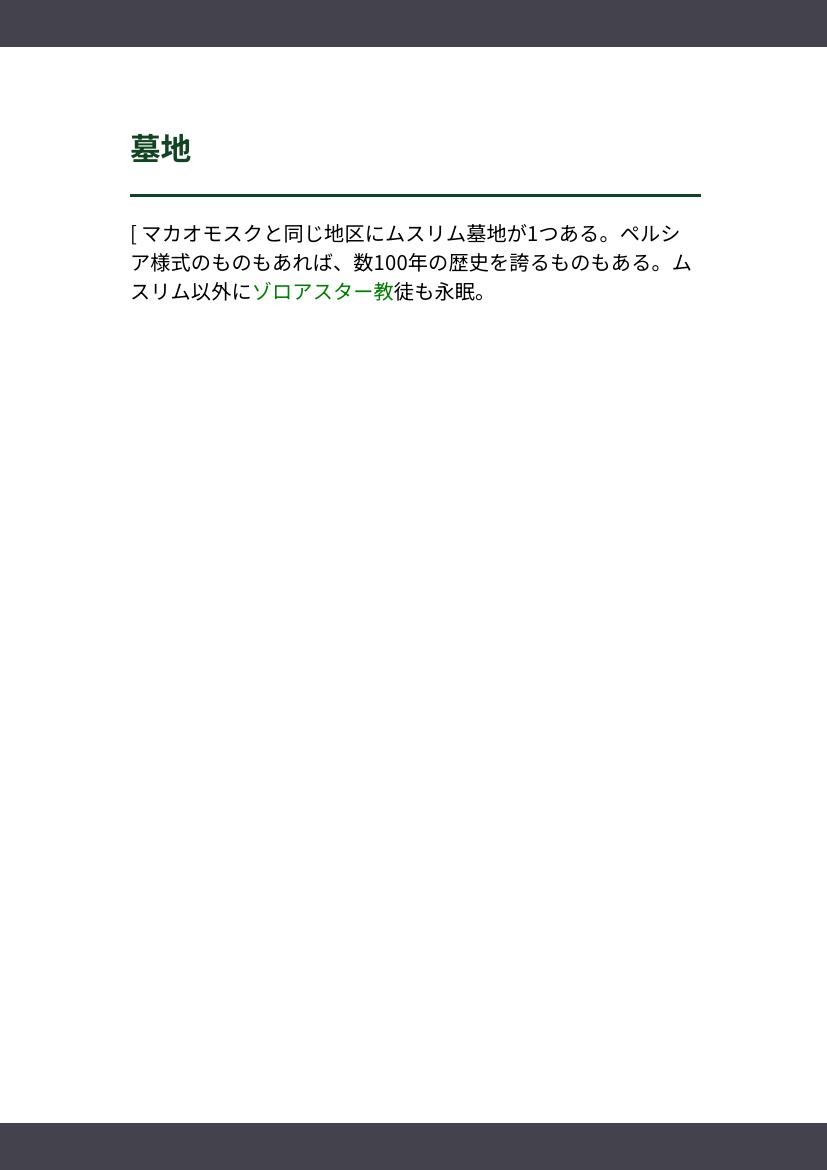 墓地
[ マカオモスクと同じ地区にムスリム墓地が1つある。ペルシ
ア様式のものもあれば、数100年の歴史を誇るものもある。ム
スリム以外にゾロアスター教徒も永眠。